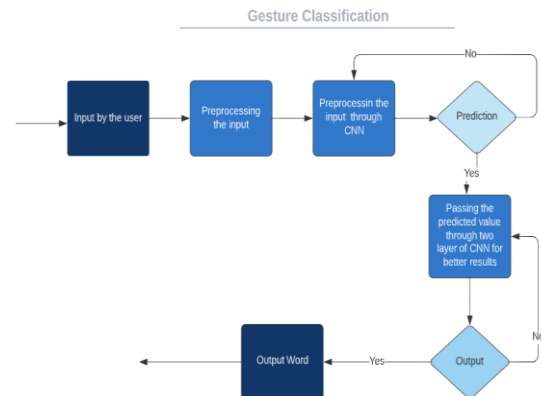 Gesture Classification
No
Input by the user
Preprocessing
the input
Preprocessin the
input through
CNN
Prediction
Yes
Passing the
predicted value
through two
layer of CNN for
better results
No
Output Word
Yes
Output